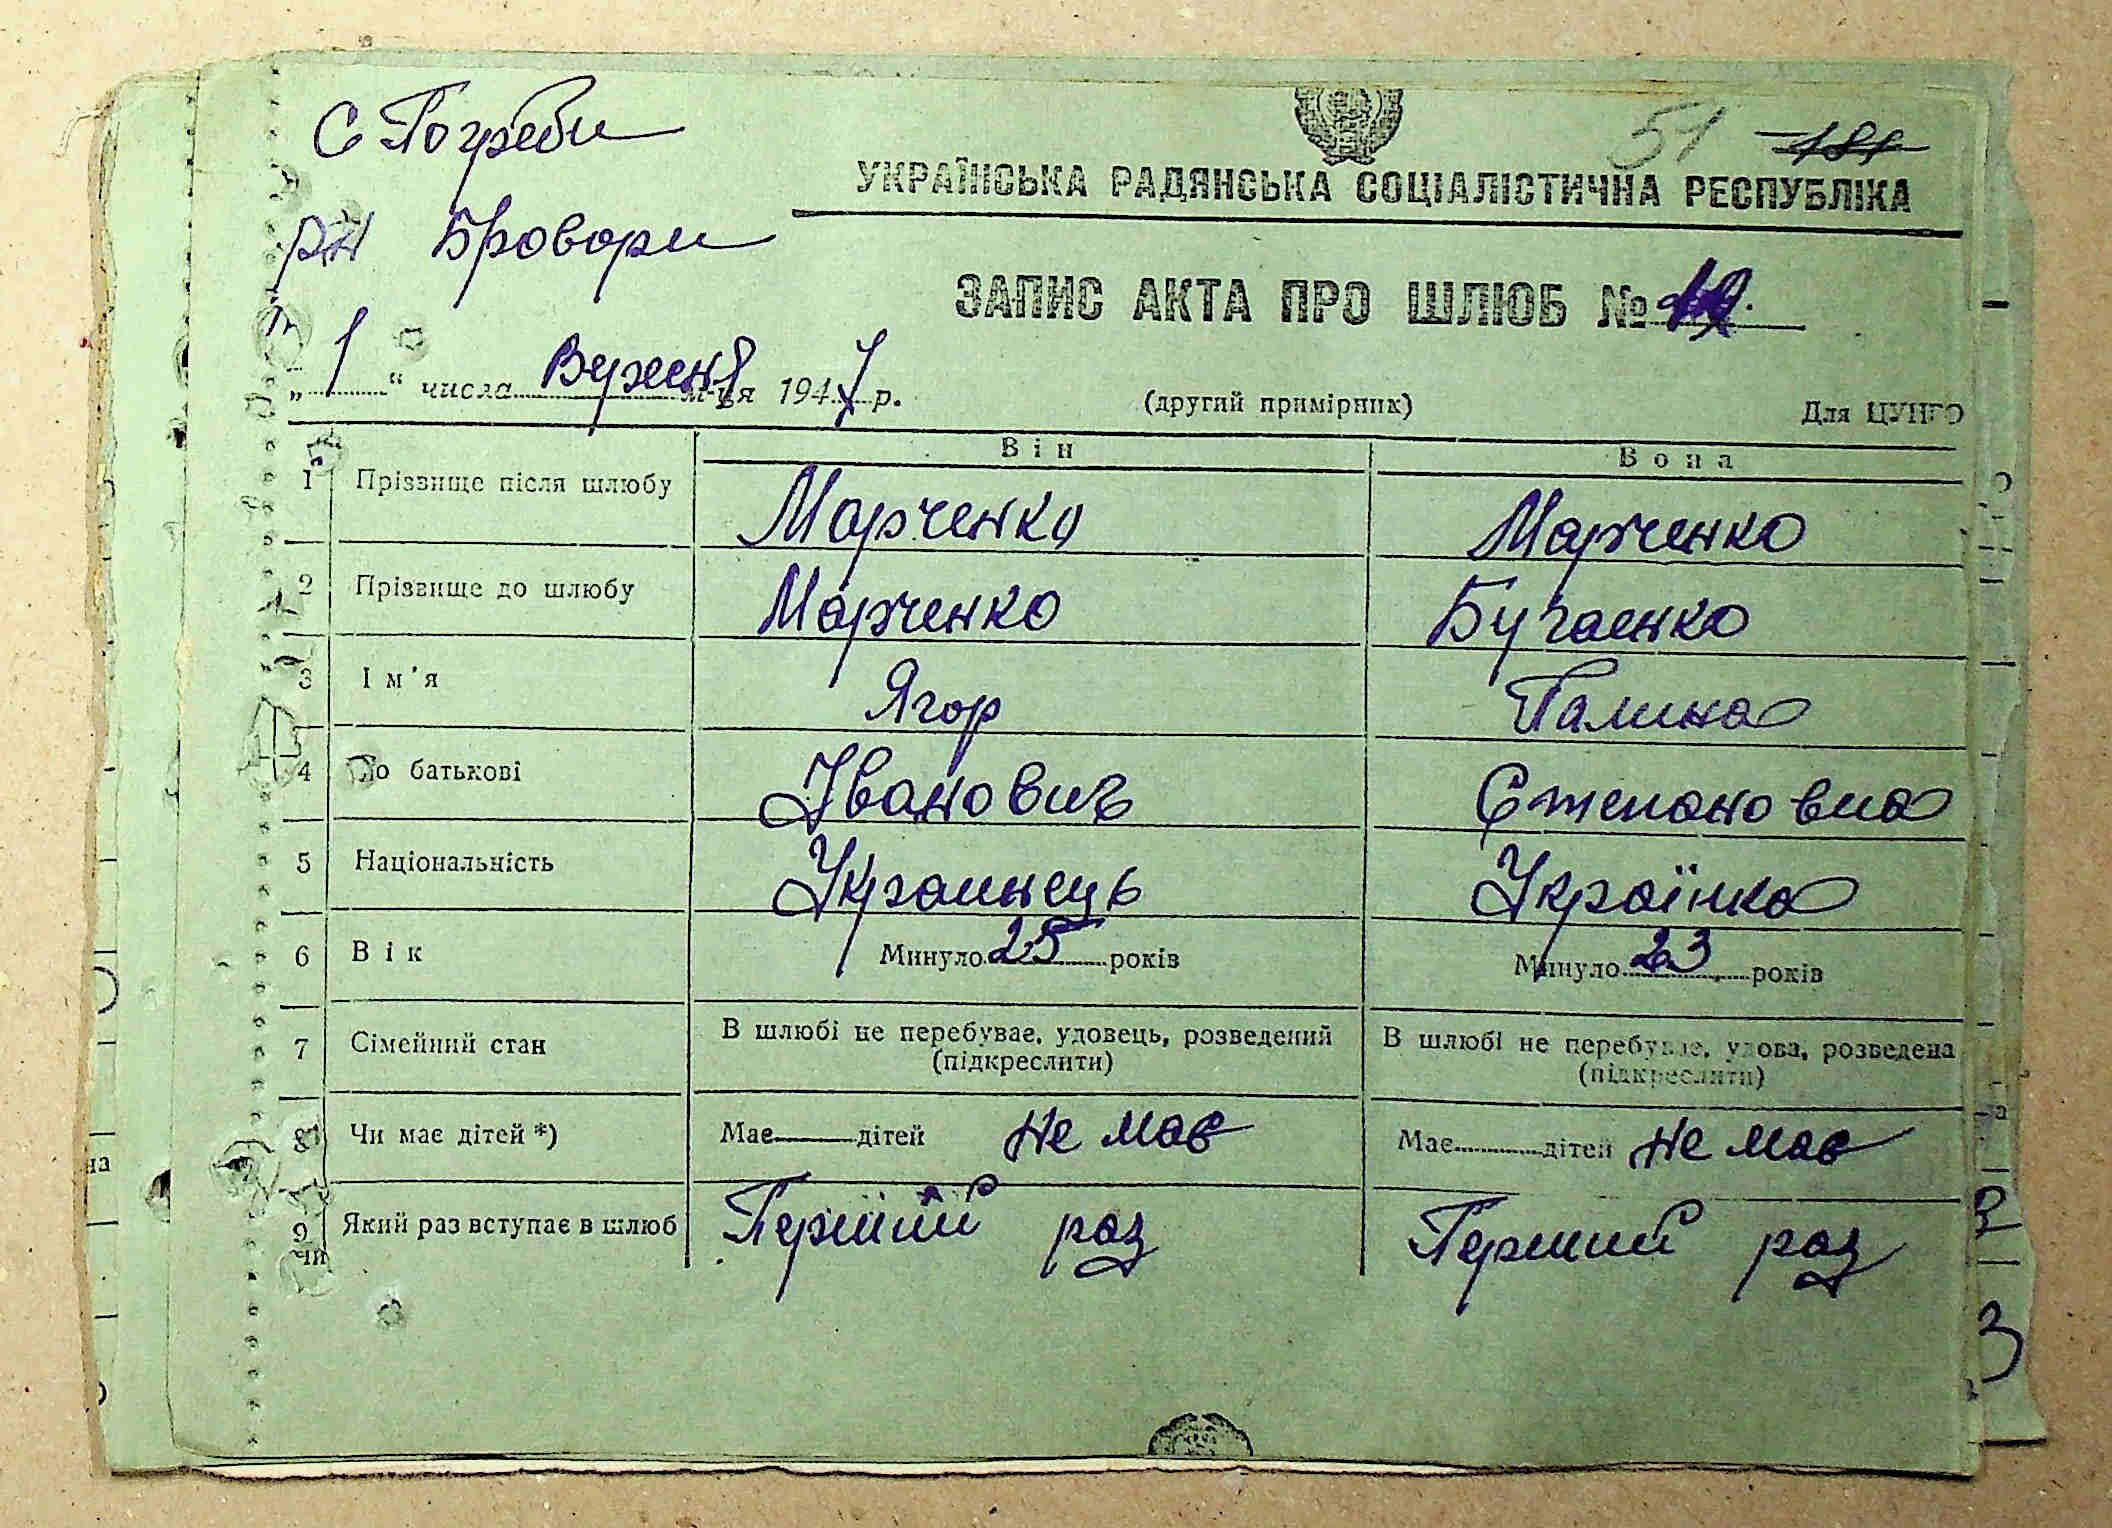 с Погреби
51 181
УКРАЇНСЬКА РАДЯНСЬКА СОЦІАЛІСТИЧНА РЕСПУБЛІКА
рн Бровори
ЗАПИС АКТА ПРО ШЛЮБ №
„1“ числа Вересня м-ця 1947 р.
(другий примірник) Для ЦУНГО
Він Вона
1 Прізвище після шлюбу Марченко Марченко
2 Прізвище до шлюбу Марченко
3 Ім'я Ягор Галина
4 По батькові Іванович Степановна
5 Національність Украинець Українка
6 Вік Минуло 25 років Минуло 23 років
7 Сімейний стан В шлюбі не перебуває, удовець, розведений В шлюбі не перебуває, удова, розведена
(підкреслити) (підкреслити)
8 Чи має дітей *) Має дітей не має Має дітей не має
9 Який раз вступає в шлюб Перший раз Перший раз